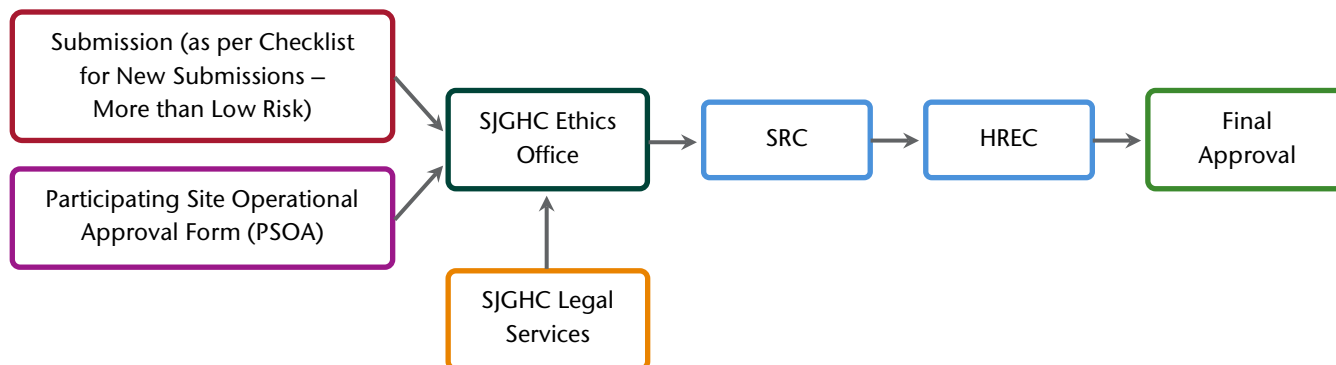 Submission (as per Checklist
for New Submissions –
More than Low Risk)
Participating Site Operational
Approval Form (PSOA)
SJGHC Ethics
Office
SJGHC Legal
Services
SRC
HREC
Final
Approval